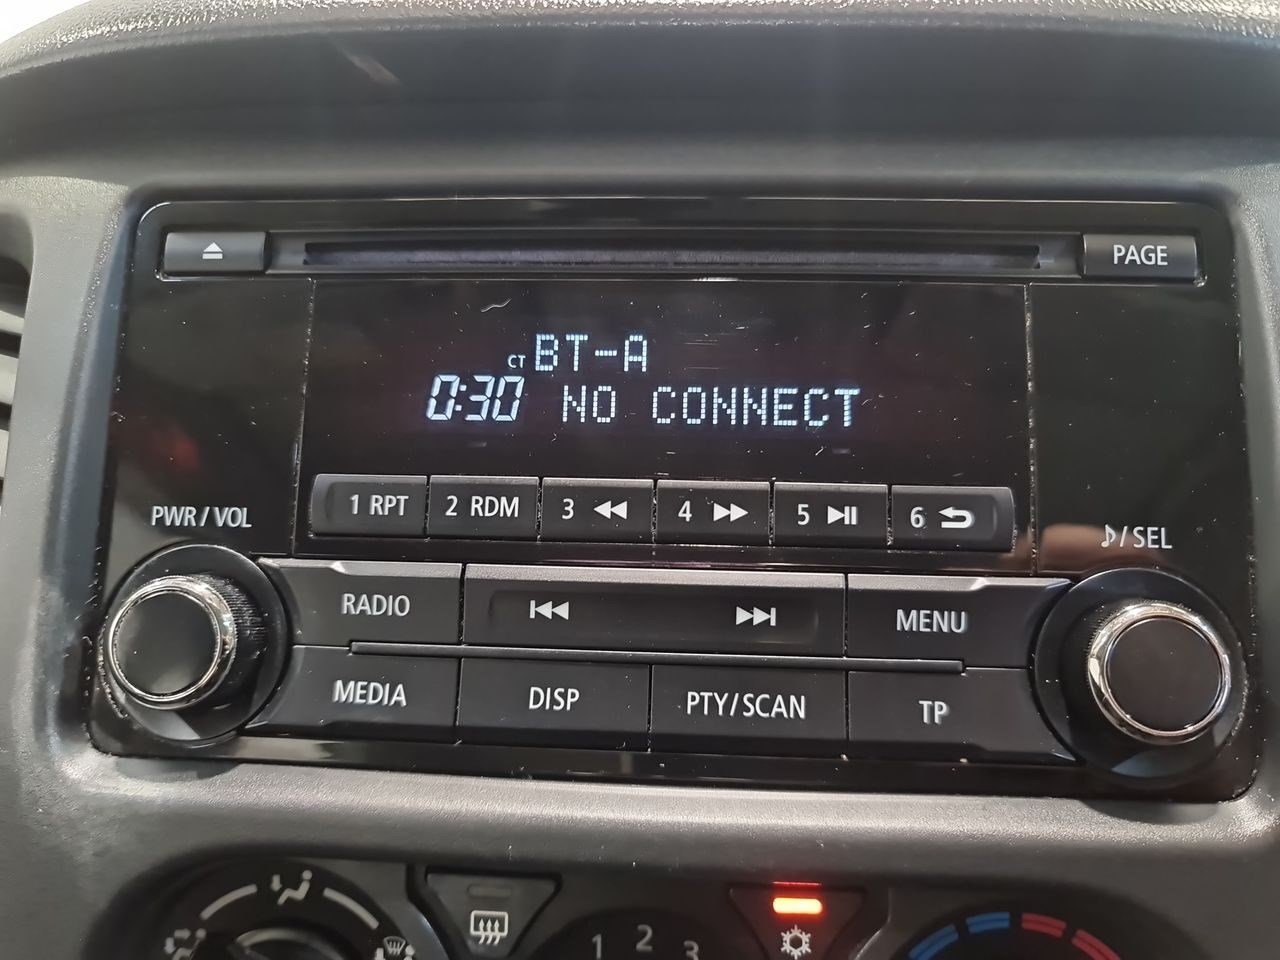 PAGE
CT BT-A
0:30 NO CONNECT
1 RPT 2 RDM 3 4 5 6
PWR/VOL
♪/SEL
RADIO MENU
MEDIA DISP PTY/SCAN TP
1 2 3